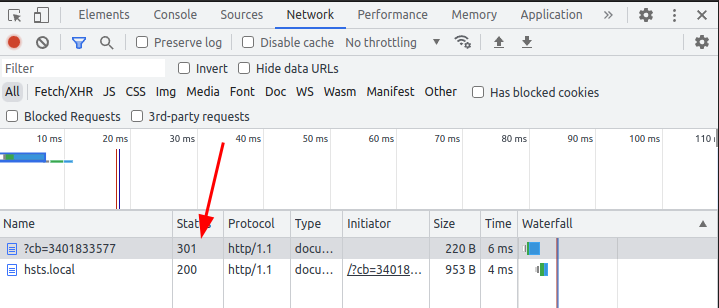 Elements Console Sources Network Performance Memory Application »
Preserve log Disable cache No throttling
Filter Invert Hide data URLs
All Fetch/XHR JS CSS Img Media Font Doc WS Wasm Manifest Other Has blocked cookies
Blocked Requests 3rd-party requests
10 ms 20 ms 30 ms 40 ms 50 ms 60 ms 70 ms 80 ms 90 ms 100 ms 110
Name Status Protocol Type Initiator Size Time Waterfall
?cb=3401833577 301 http/1.1 docu… 220 B 6 ms
hsts.local 200 http/1.1 docu… /?cb=34018… 953 B 4 ms